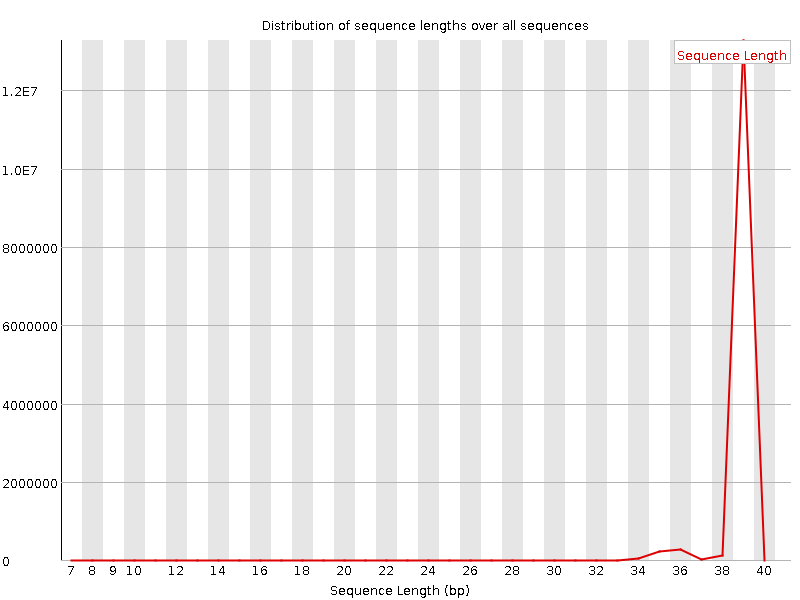 Distribution of sequence lengths over all sequences
Sequence Length
1.2E7
1.0E7
8000000
6000000
4000000
2000000
0
7 8 9 10 12 14 16 18 20 22 24 26 28 30 32 34 36 38 40
Sequence Length (bp)